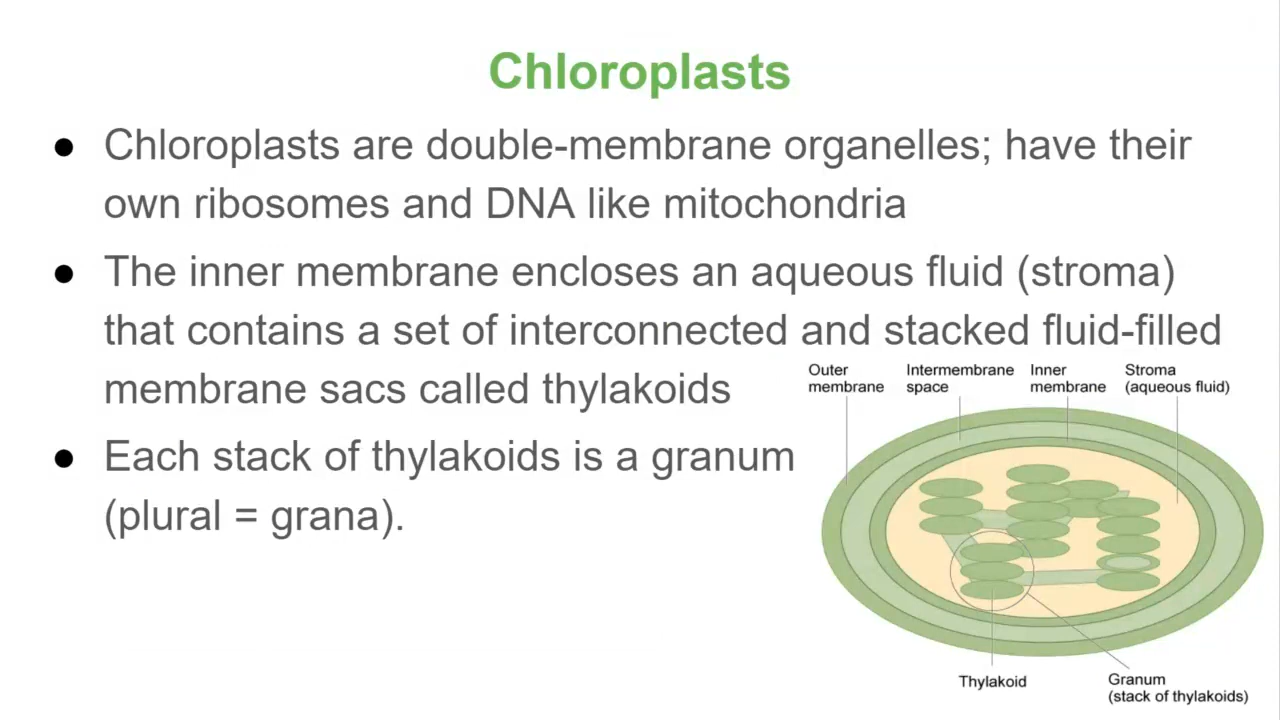 Chloroplasts
● Chloroplasts are double-membrane organelles; have their
own ribosomes and DNA like mitochondria
● The inner membrane encloses an aqueous fluid (stroma)
that contains a set of interconnected and stacked fluid-filled
membrane sacs called thylakoids
● Each stack of thylakoids is a granum
(plural = grana).
Outer
membrane
Intermembrane
space
Inner
membrane
Stroma
(aqueous fluid)
Thylakoid
Granum
(stack of thylakoids)